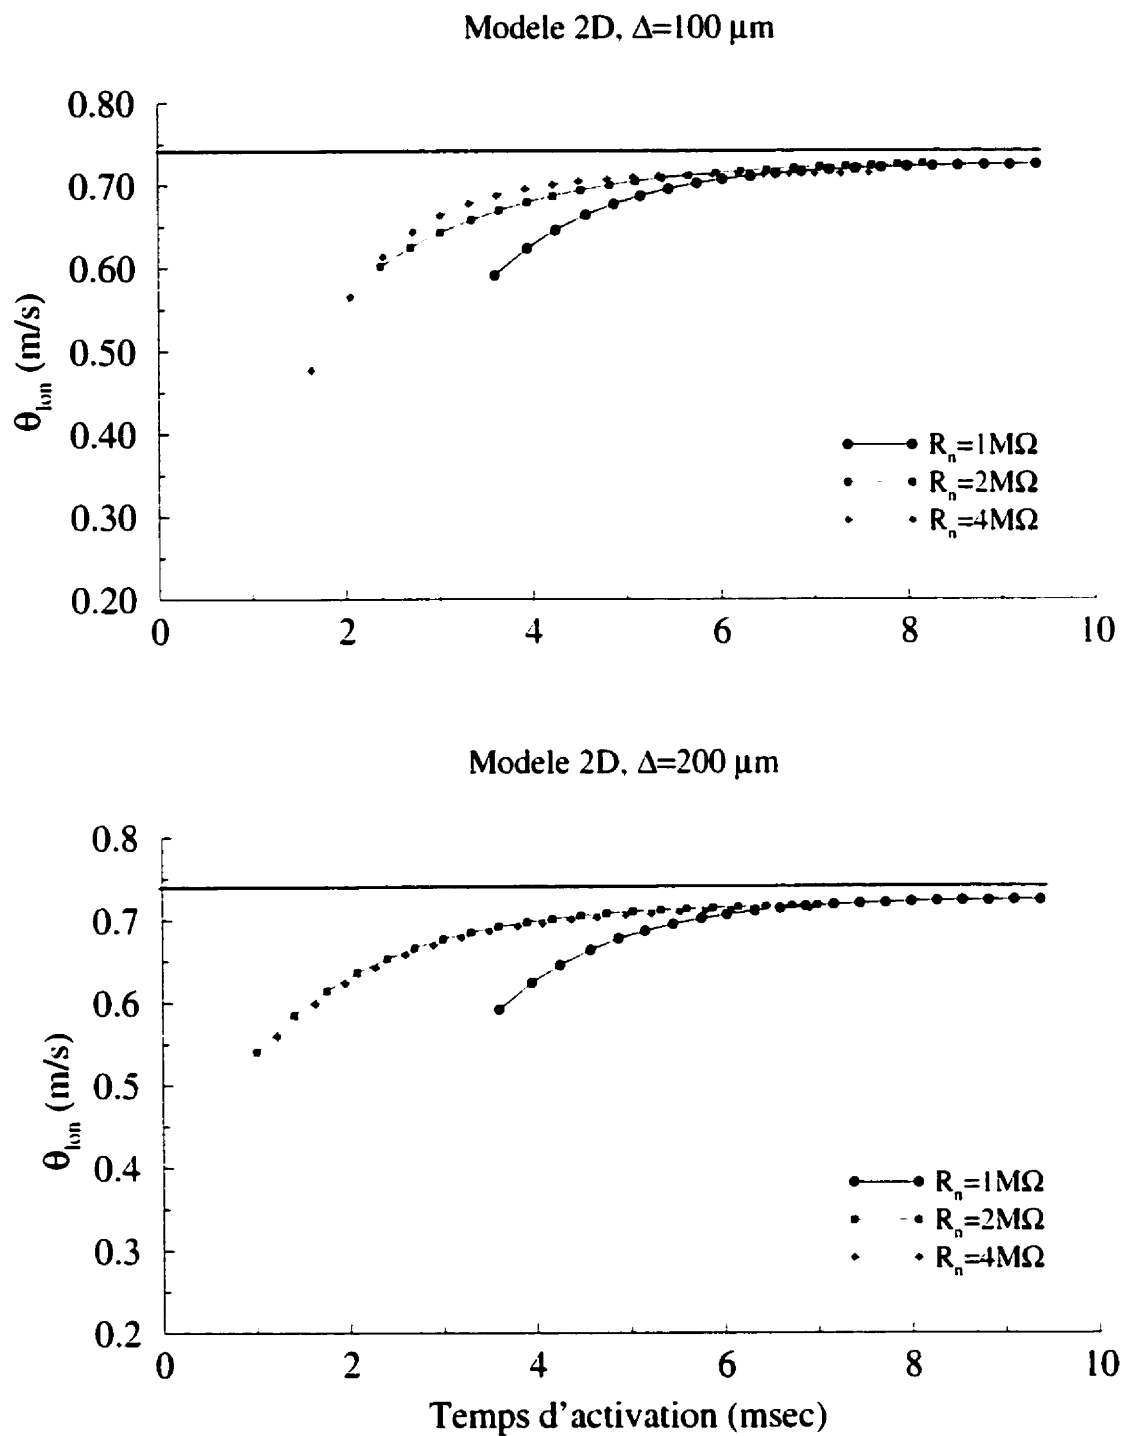 Modele 2D, Δ=100 μm
0.80
0.70
0.60
0.50
0.40
0.30
0.20
θlon (m/s)
Rn=1MΩ
Rn=2MΩ
Rn=4MΩ
0 2 4 6 8 10
Modele 2D, Δ=200 μm
0.8
0.7
0.6
0.5
0.4
0.3
0.2
θlon (m/s)
Rn=1MΩ
Rn=2MΩ
Rn=4MΩ
0 2 4 6 8 10
Temps d'activation (msec)